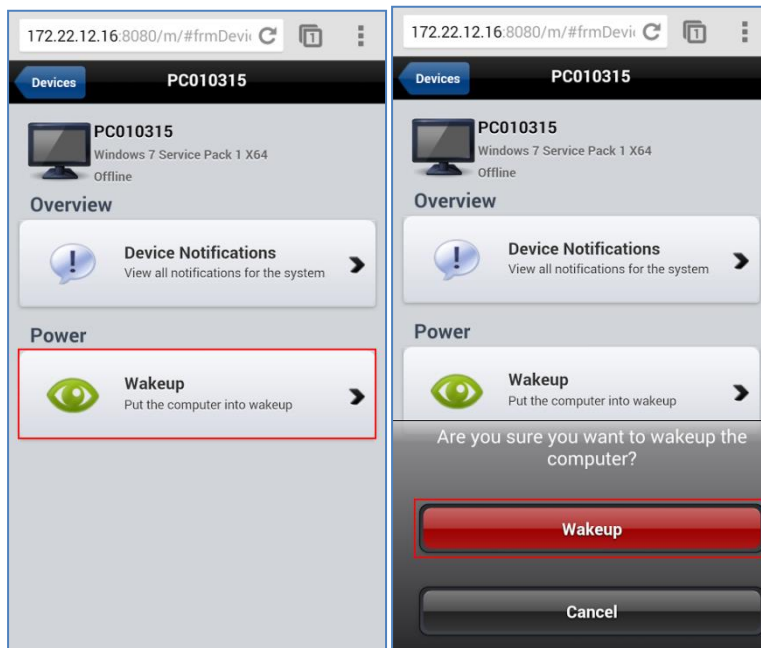 172.22.12.16:8080/m/#frmDevi
1
Devices
PC010315
PC010315
Windows 7 Service Pack 1 X64
Offline
Overview
Device Notifications
View all notifications for the system
Power
Wakeup
Put the computer into wakeup
172.22.12.16:8080/m/#frmDevi
1
Devices
PC010315
PC010315
Windows 7 Service Pack 1 X64
Offline
Overview
Device Notifications
View all notifications for the system
Power
Wakeup
Put the computer into wakeup
Are you sure you want to wakeup the
computer?
Wakeup
Cancel